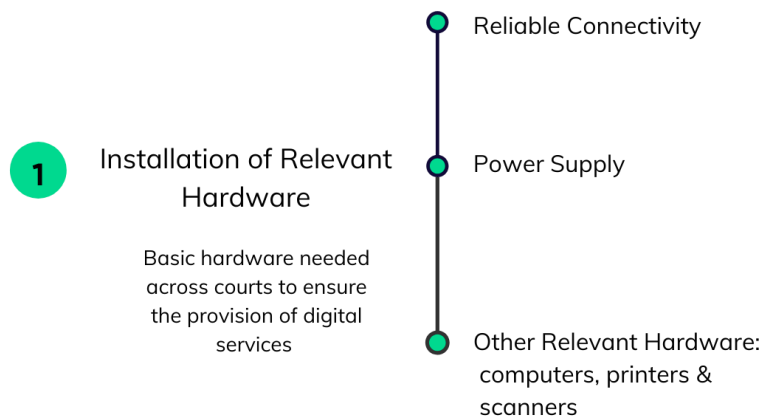 1
Installation of Relevant
Hardware
Basic hardware needed
across courts to ensure
the provision of digital
services
Reliable Connectivity
Power Supply
Other Relevant Hardware:
computers, printers &
scanners